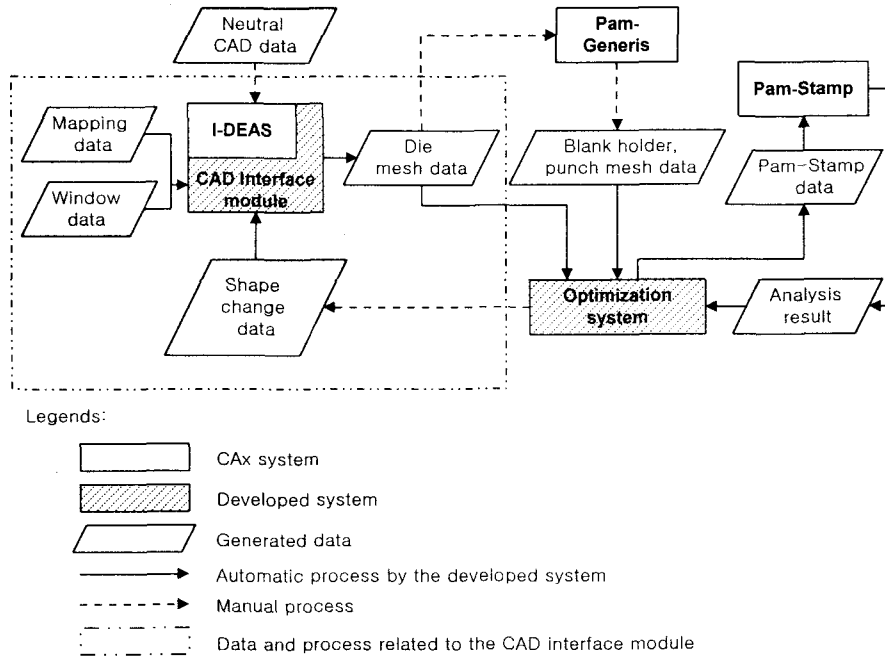 Neutral
CAD data
Pam-
Generis
Pam-Stamp
Mapping
data
I-DEAS
Die
mesh data
Blank holder,
punch mesh data
Pam-Stamp
data
Window
data
CAD Interface
module
Shape
change
data
Optimization
system
Analysis
result
Legends:
CAx system
Developed system
Generated data
Automatic process by the developed system
Manual process
Data and process related to the CAD interface module